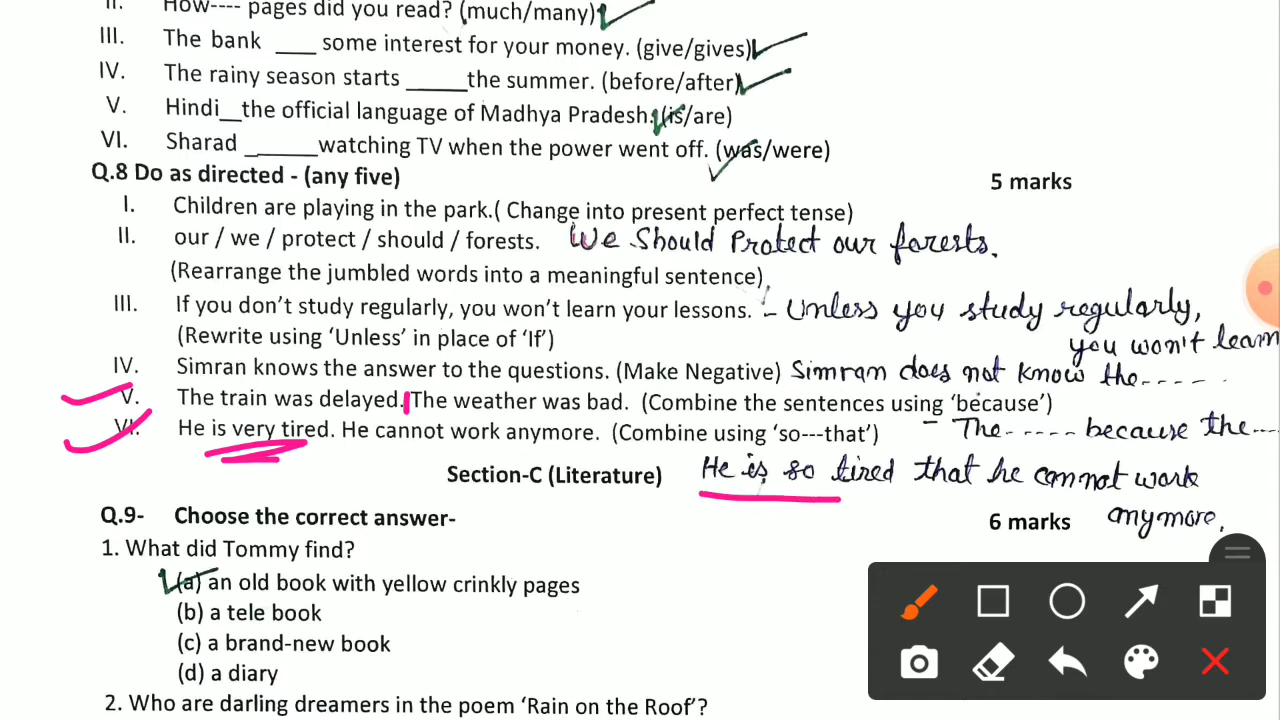 II. How---- pages did you read? (much/many)
III. The bank ___ some interest for your money. (give/gives)
IV. The rainy season starts _____the summer. (before/after)
V. Hindi__the official language of Madhya Pradesh. (is/are)
VI. Sharad ______watching TV when the power went off. (was/were)
Q.8 Do as directed - (any five) 5 marks
I. Children are playing in the park.( Change into present perfect tense)
II. our / we / protect / should / forests. We Should Protect our forests.
(Rearrange the jumbled words into a meaningful sentence)
III. If you don't study regularly, you won't learn your lessons. - Unless you study regularly,
(Rewrite using 'Unless' in place of 'If') you won't learn
IV. Simran knows the answer to the questions. (Make Negative) Simran does not know the-----.
V. The train was delayed. The weather was bad. (Combine the sentences using 'because')
VI. He is very tired. He cannot work anymore. (Combine using 'so---that') - The----- because the---
Section-C (Literature) He is so tired that he cannot work
anymore.
Q.9- Choose the correct answer- 6 marks
1. What did Tommy find?
(a) an old book with yellow crinkly pages
(b) a tele book
(c) a brand-new book
(d) a diary
2. Who are darling dreamers in the poem 'Rain on the Roof'?